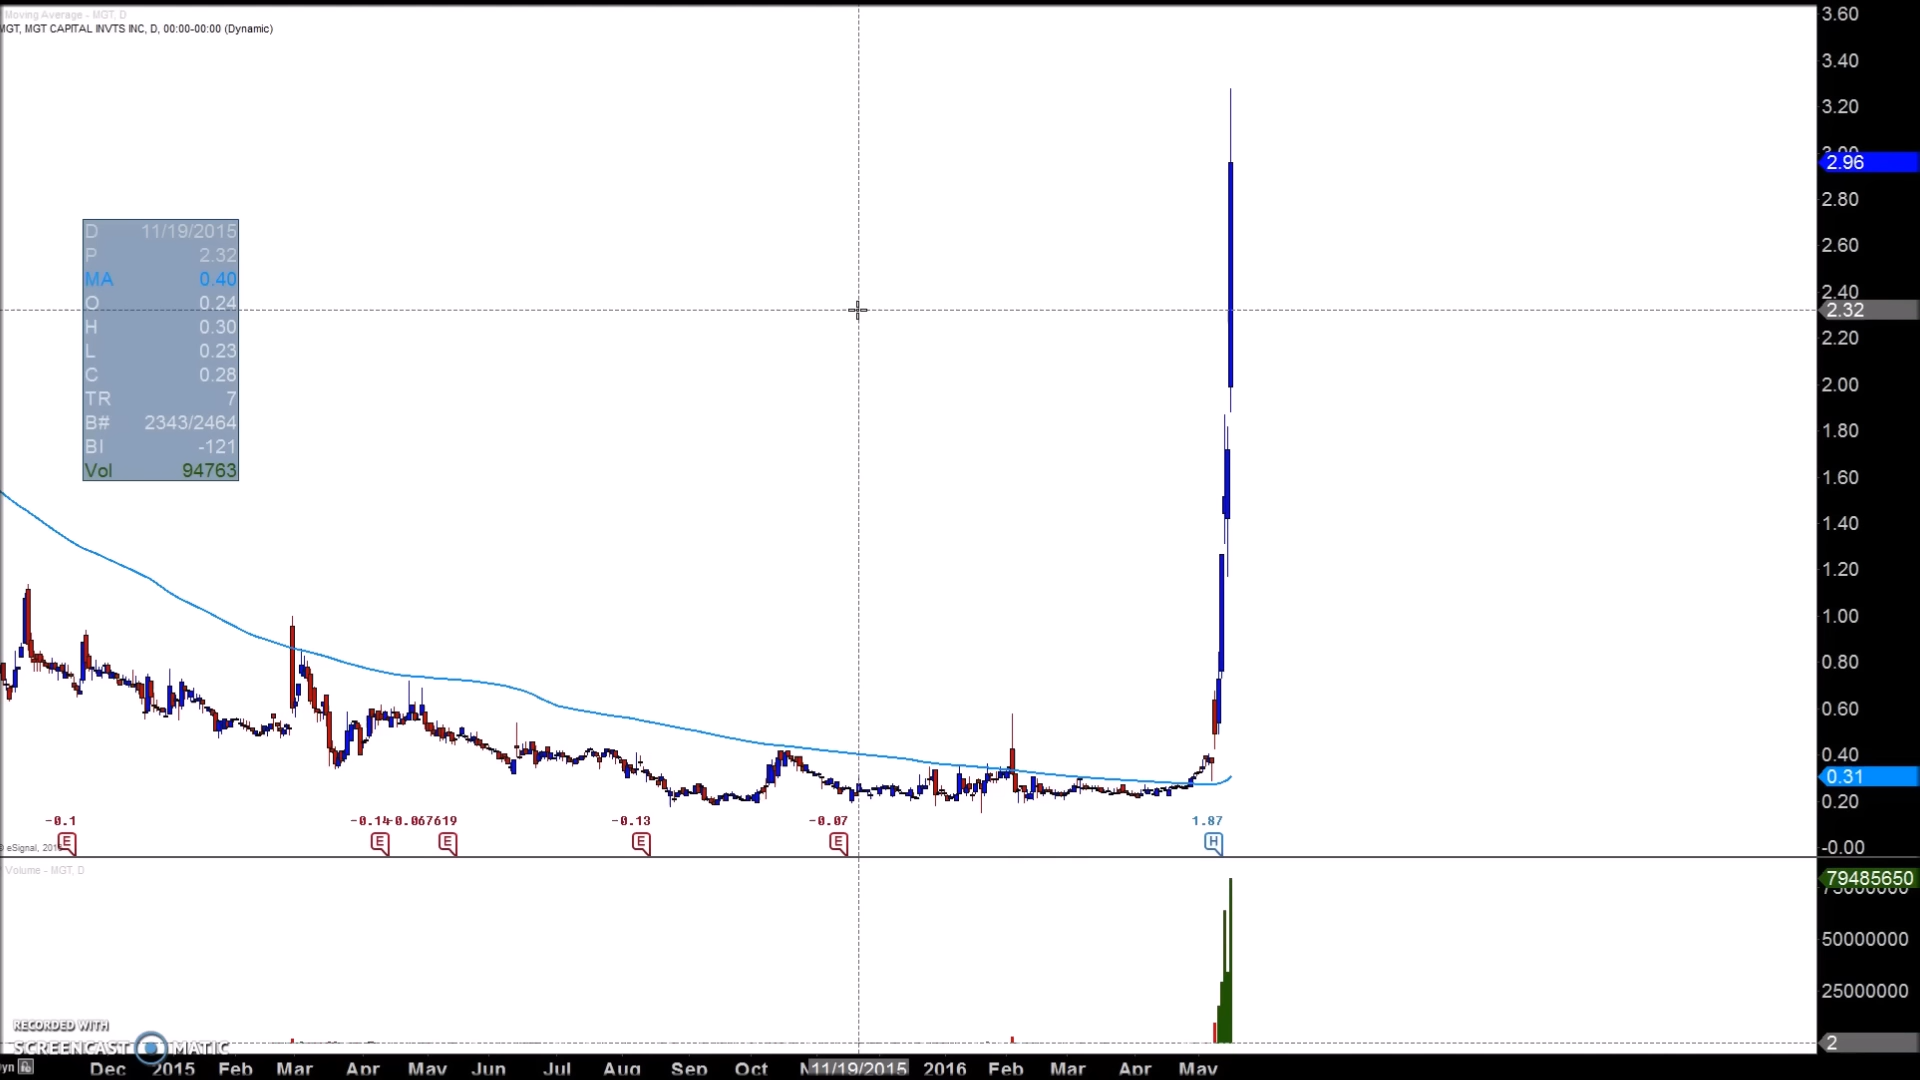 Moving Average - MGT, D
MGT, MGT CAPITAL INVTS INC, D, 00:00-00:00 (Dynamic)
3.60
3.40
3.20
3.00
2.96
2.80
2.60
2.40
2.32
2.20
2.00
1.80
1.60
1.40
1.20
1.00
0.80
0.60
0.40
0.31
0.20
-0.00
D 11/19/2015
P 2.32
MA 0.40
O 0.24
H 0.30
L 0.23
C 0.28
TR 7
B# 2343/2464
BI -121
Vol 94763
-0.1 -0.14 +0.067619 -0.13 -0.07 1.87
E E E E E H
© eSignal, 201
Volume - MGT, D
79485650
75000000
50000000
25000000
2
RECORDED WITH
SCREENCAST MATIC
yn Dec 2015 Feb Mar Apr May Jun Jul Aug Sep Oct 11/19/2015 2016 Feb Mar Apr May